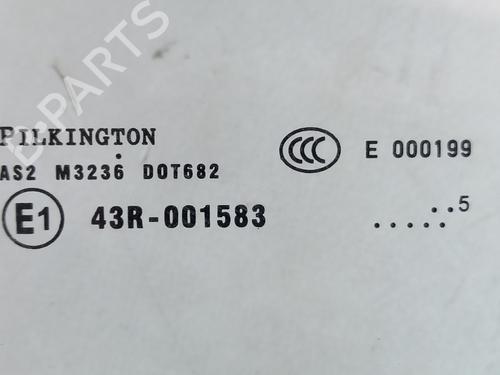 B-PARTS
PILKINGTON
CCC E 000199
AS2 M3236 DOT682
E1 43R-001583
. . 5
. . . . .